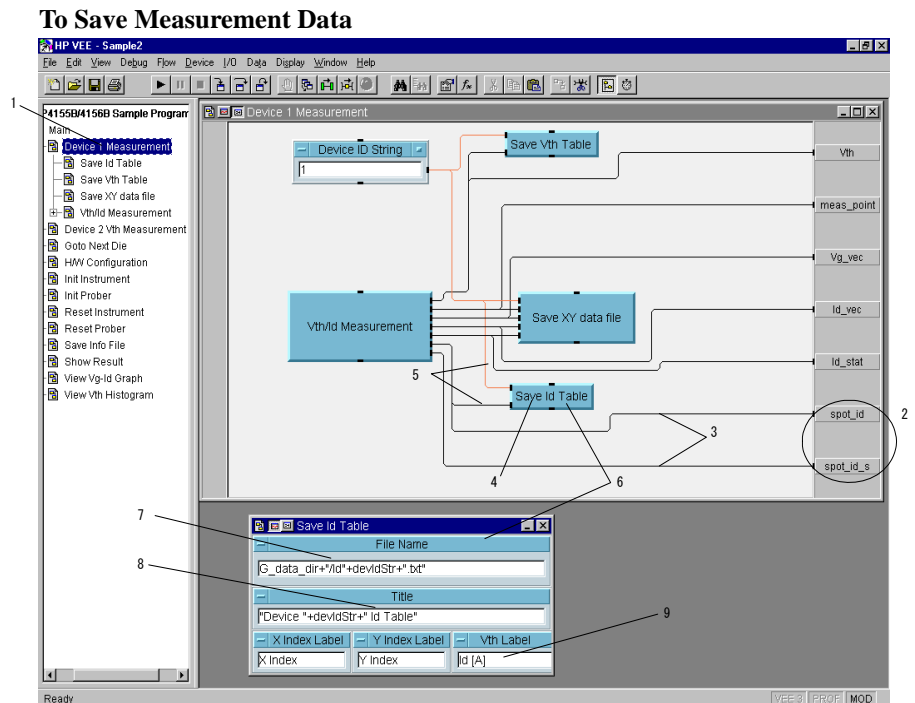 To Save Measurement Data
HP VEE - Sample2
File Edit View Debug Flow Device I/O Data Display Window Help
1
P4155B/4156B Sample Program
Main
Device 1 Measurement
Save Id Table
Save Vth Table
Save XY data file
Vth/Id Measurement
Device 2 Vth Measurement
Goto Next Die
H/W Configuration
Init Instrument
Init Prober
Reset Instrument
Reset Prober
Save Info File
Show Result
View Vg-Id Graph
View Vth Histogram
Device 1 Measurement
Device ID String
1
Save Vth Table
Vth/Id Measurement
Save XY data file
Save Id Table
Vth
meas_point
Vg_vec
Id_vec
Id_stat
spot_id
spot_id_s
2
3
4
5
6
7
8
9
Save Id Table
File Name
G_data_dir+"/Id"+devIdStr+".txt"
Title
"Device "+devIdStr+" Id Table"
X Index Label Y Index Label Vth Label
X Index Y Index Id [A]
Ready VEE 3 PROF MOD